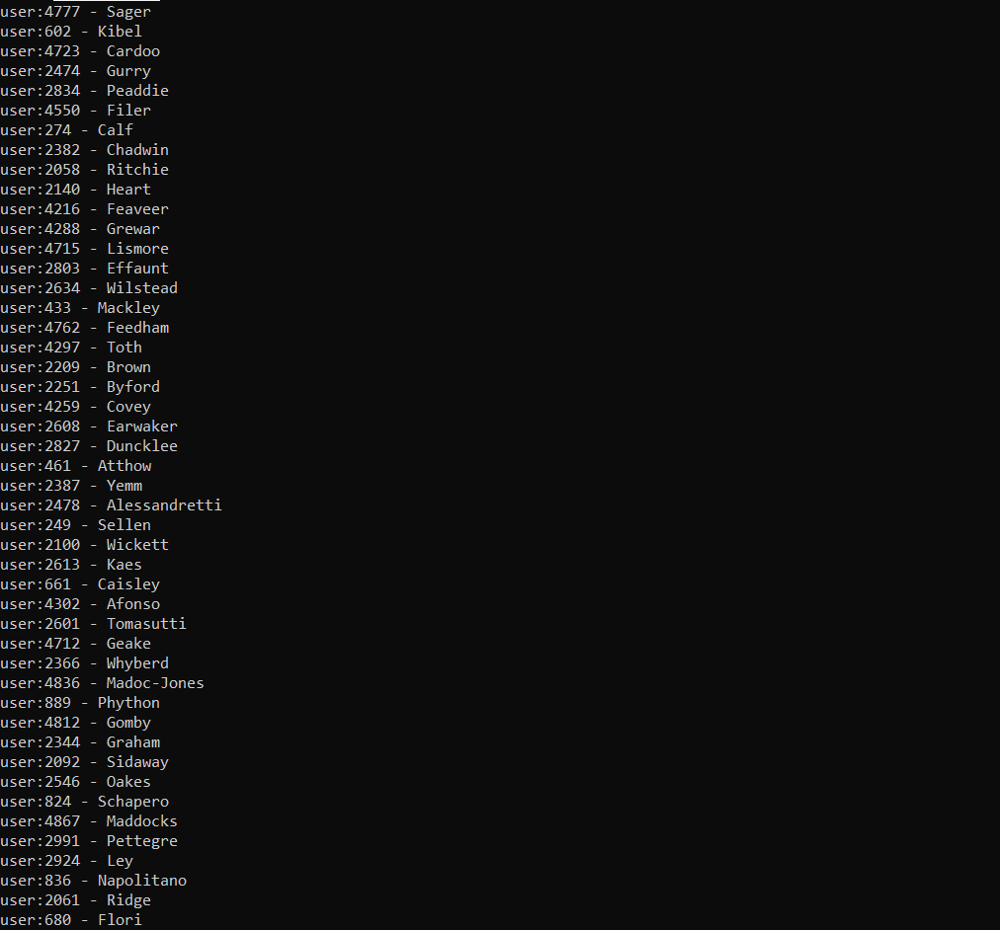 user:4777 - Sager
user:602 - Kibel
user:4723 - Cardoo
user:2474 - Gurry
user:2834 - Peaddie
user:4550 - Filer
user:274 - Calf
user:2382 - Chadwin
user:2058 - Ritchie
user:2140 - Heart
user:4216 - Feaveer
user:4288 - Grewar
user:4715 - Lismore
user:2803 - Effaunt
user:2634 - Wilstead
user:433 - Mackley
user:4762 - Feedham
user:4297 - Toth
user:2209 - Brown
user:2251 - Byford
user:4259 - Covey
user:2608 - Earwaker
user:2827 - Duncklee
user:461 - Atthow
user:2387 - Yemm
user:2478 - Alessandretti
user:249 - Sellen
user:2100 - Wickett
user:2613 - Kaes
user:661 - Caisley
user:4302 - Afonso
user:2601 - Tomasutti
user:4712 - Geake
user:2366 - Whyberd
user:4836 - Madoc-Jones
user:889 - Phython
user:4812 - Gomby
user:2344 - Graham
user:2092 - Sidaway
user:2546 - Oakes
user:824 - Schapero
user:4867 - Maddocks
user:2991 - Pettegre
user:2924 - Ley
user:836 - Napolitano
user:2061 - Ridge
user:680 - Flori